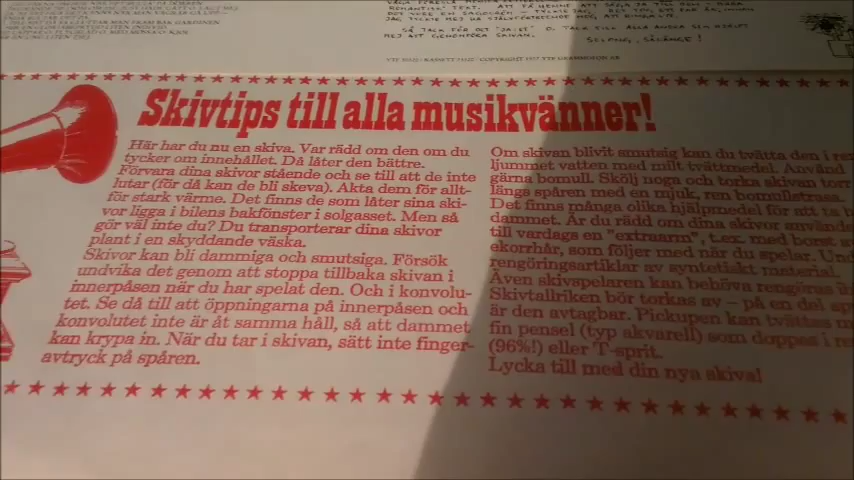 Skivtips till alla musikvänner!
Här har du nu en skiva. Var rädd om den om du
tycker om innehållet. Då låter den bättre.
Förvara dina skivor stående och se till att de inte
lutar (för då kan de bli skeva). Akta dem för allt-
för stark värme. Det finns de som låter sina ski-
vor ligga i bilens bakfönster i solgasset. Men så
gör väl inte du? Du transporterar dina skivor
plant i en skyddande väska.
Skivor kan bli dammiga och smutsiga. Försök
undvika det genom att stoppa tillbaka skivan i
innerpåsen när du har spelat den. Och i konvolu-
tet. Se då till att öppningarna på innerpåsen och
konvolutet inte är åt samma håll, så att dammet
kan krypa in. När du tar i skivan, sätt inte finger-
avtryck på spåren.
Om skivan blivit smutsig kan du tvätta den i
ljummet vatten med milt tvättmedel. Använd
gärna bomull. Skölj noga och torka skivan torr
längs spåren med en mjuk, ren bomullstrasa.
Det finns många olika hjälpmedel för att ta
dammet. Är du rädd om dina skivor
till vardags en "extraarm", t.ex. med borst av
ekorrhår, som följer med när du spelar.
rengöringsartiklar av syntetiskt material.
Även skivspelaren kan behöva rengöras
Skivtallriken bör torkas av – på en del
är den avtagbar. Pickupen kan tvättas
fin pensel (typ akvarell) som doppas i
(96%!) eller T-sprit.
Lycka till med din nya skiva!